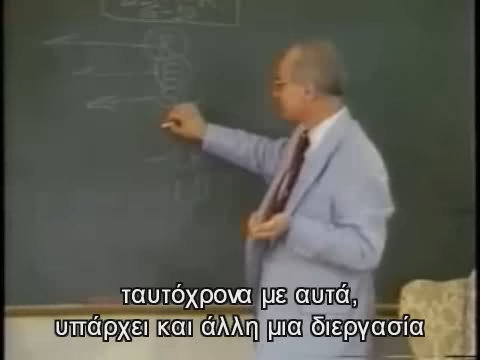 ταυτόχρονα με αυτά,
υπάρχει και άλλη μια διεργασία